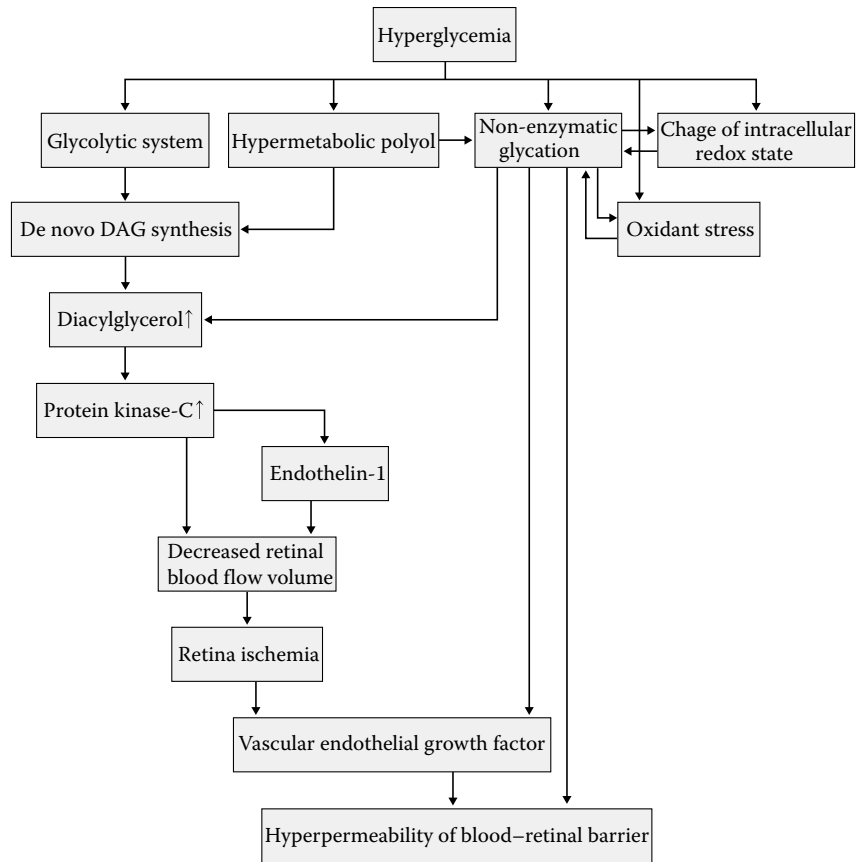 Hyperglycemia
Glycolytic system
Hypermetabolic polyol
Non-enzymatic
glycation
Chage of intracellular
redox state
De novo DAG synthesis
Oxidant stress
Diacylglycerol↑
Protein kinase-C↑
Endothelin-1
Decreased retinal
blood flow volume
Retina ischemia
Vascular endothelial growth factor
Hyperpermeability of blood–retinal barrier